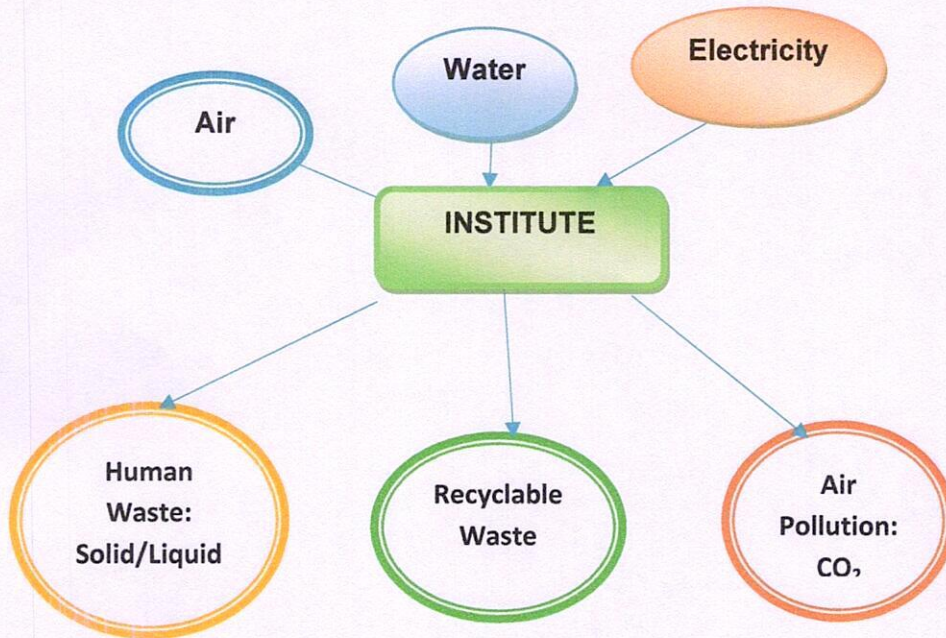 Air
Water
Electricity
INSTITUTE
Human
Waste:
Solid/Liquid
Recyclable
Waste
Air
Pollution:
CO₂